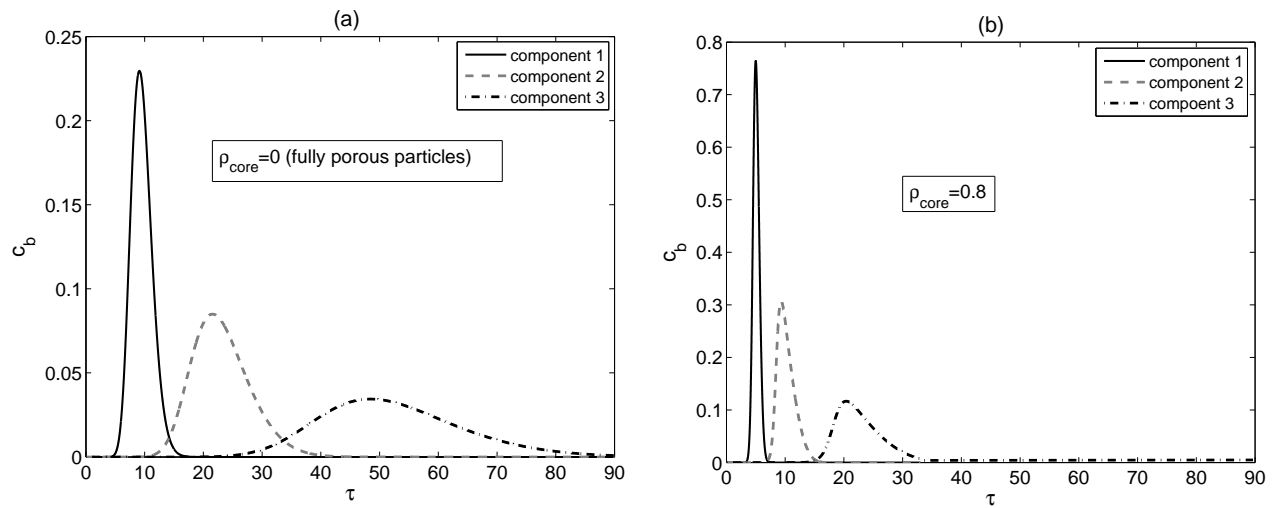 (a)
0.25
0.2
0.15
0.1
0.05
0
c_b
0 10 20 30 40 50 60 70 80 90
τ
component 1
component 2
component 3
ρ_core=0 (fully porous particles)
(b)
0.8
0.7
0.6
0.5
0.4
0.3
0.2
0.1
0
c_b
0 10 20 30 40 50 60 70 80 90
τ
component 1
component 2
compoent 3
ρ_core=0.8